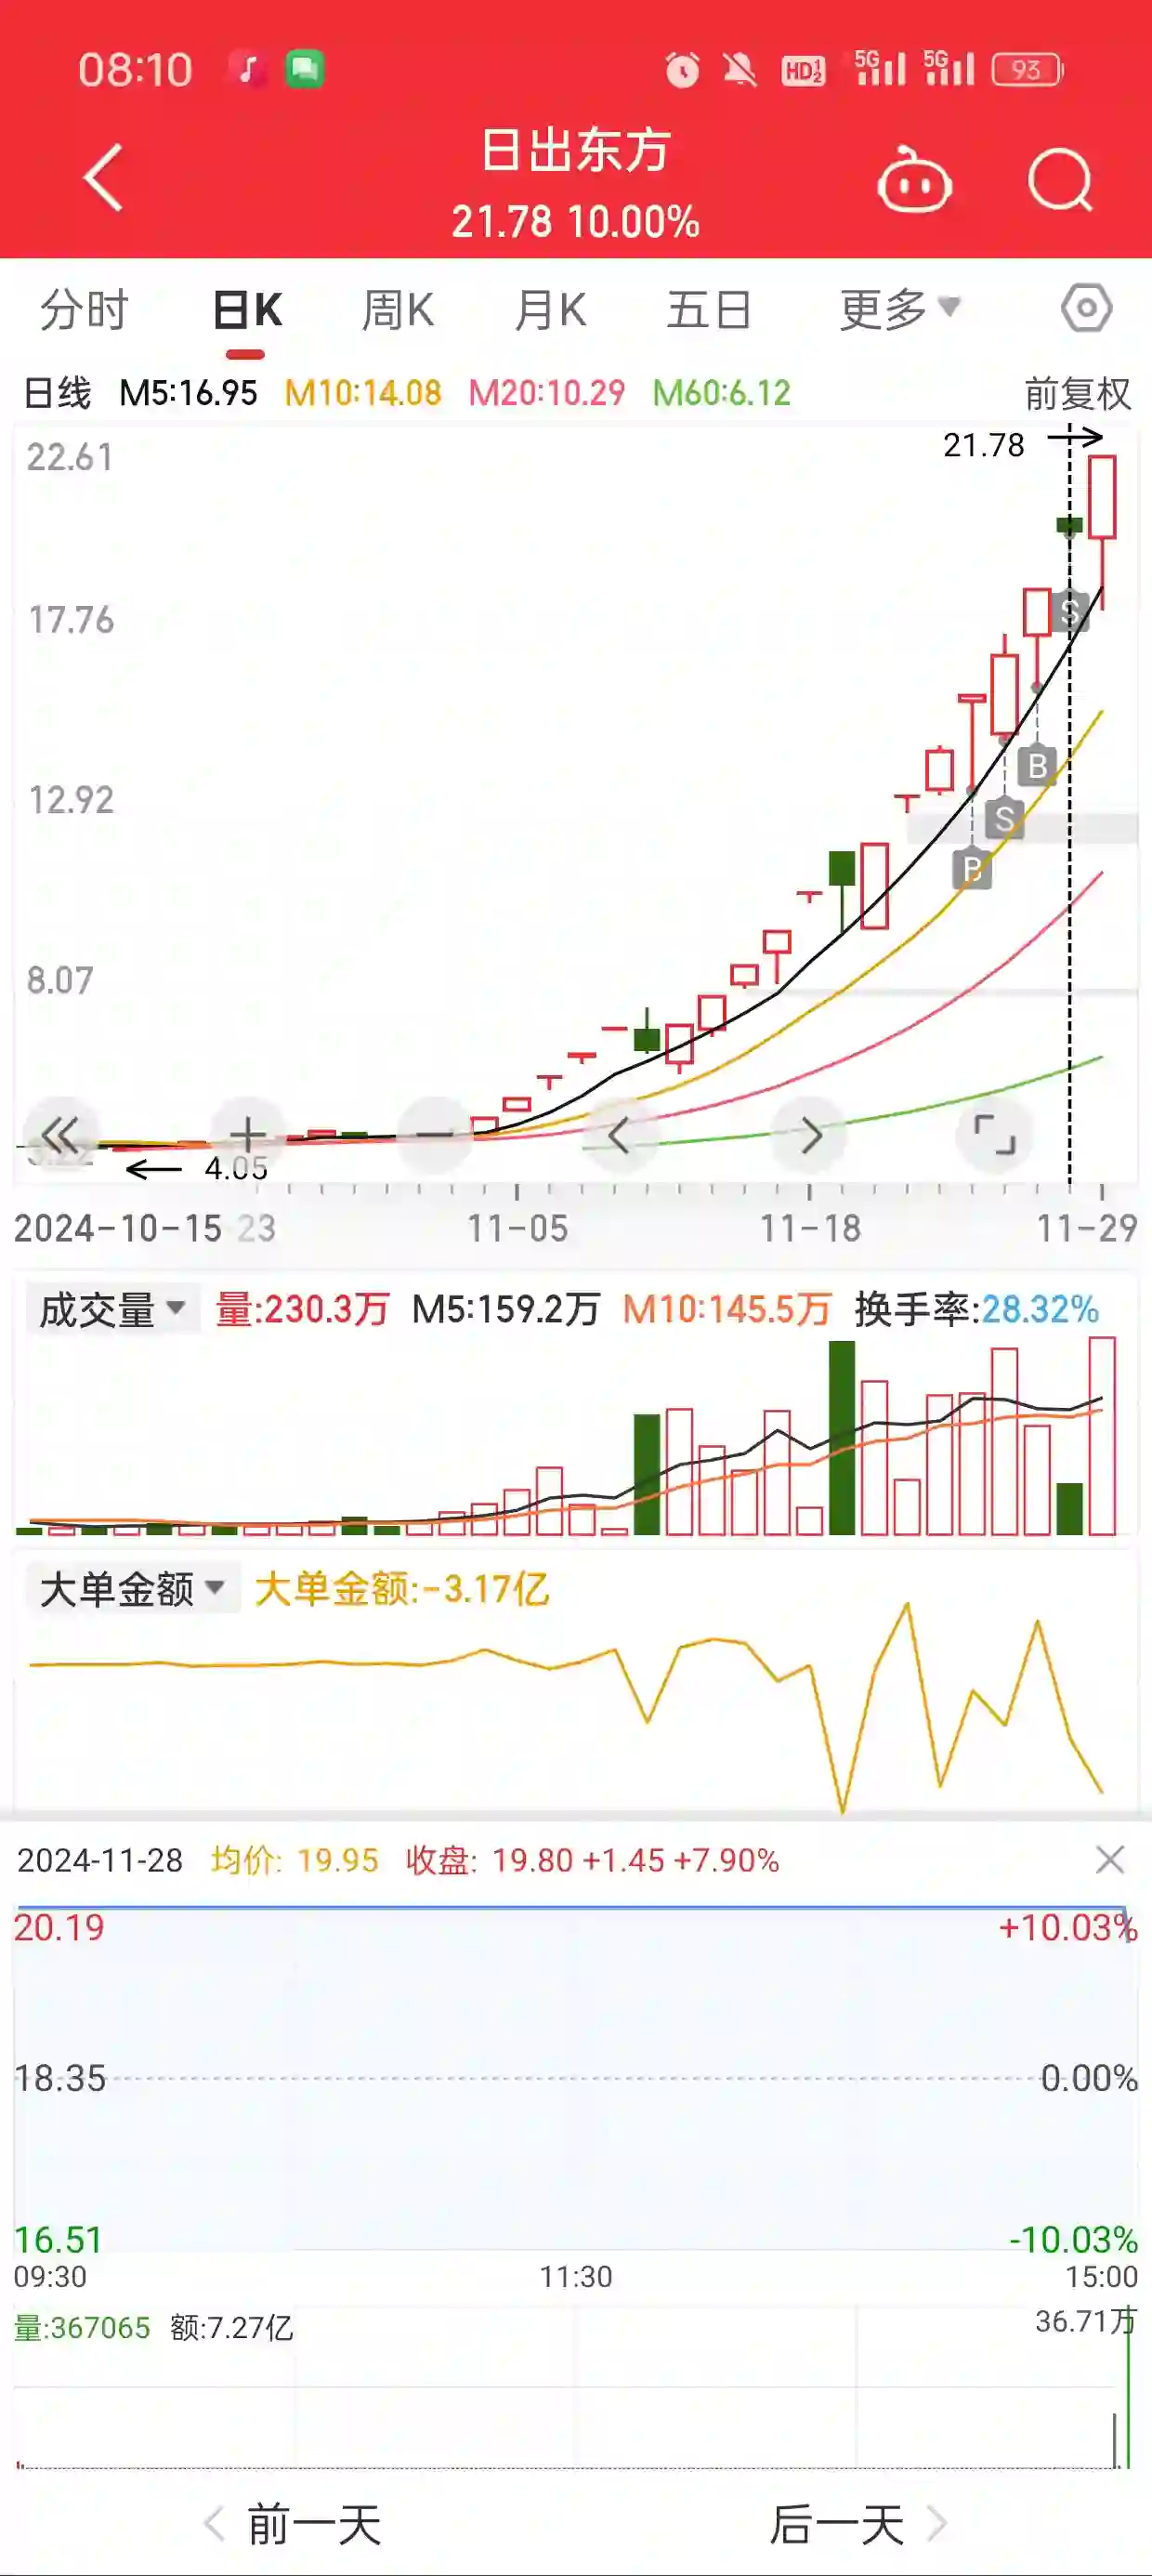 08:10 HD 1 2 5G 5G 93
日出东方
21.78 10.00%
分时 日K 周K 月K 五日 更多
日线 M5:16.95 M10:14.08 M20:10.29 M60:6.12 前复权
22.61
21.78
17.76
S
B
12.92
S
B
8.07
4.05
2024-10-15 23 11-05 11-18 11-29
成交量 量:230.3万 M5:159.2万 M10:145.5万 换手率:28.32%
大单金额 大单金额:-3.17亿
2024-11-28 均价: 19.95 收盘: 19.80 +1.45 +7.90%
20.19 +10.03%
18.35 0.00%
16.51 -10.03%
09:30 11:30 15:00
量:367065 额:7.27亿 36.71万
前一天 后一天